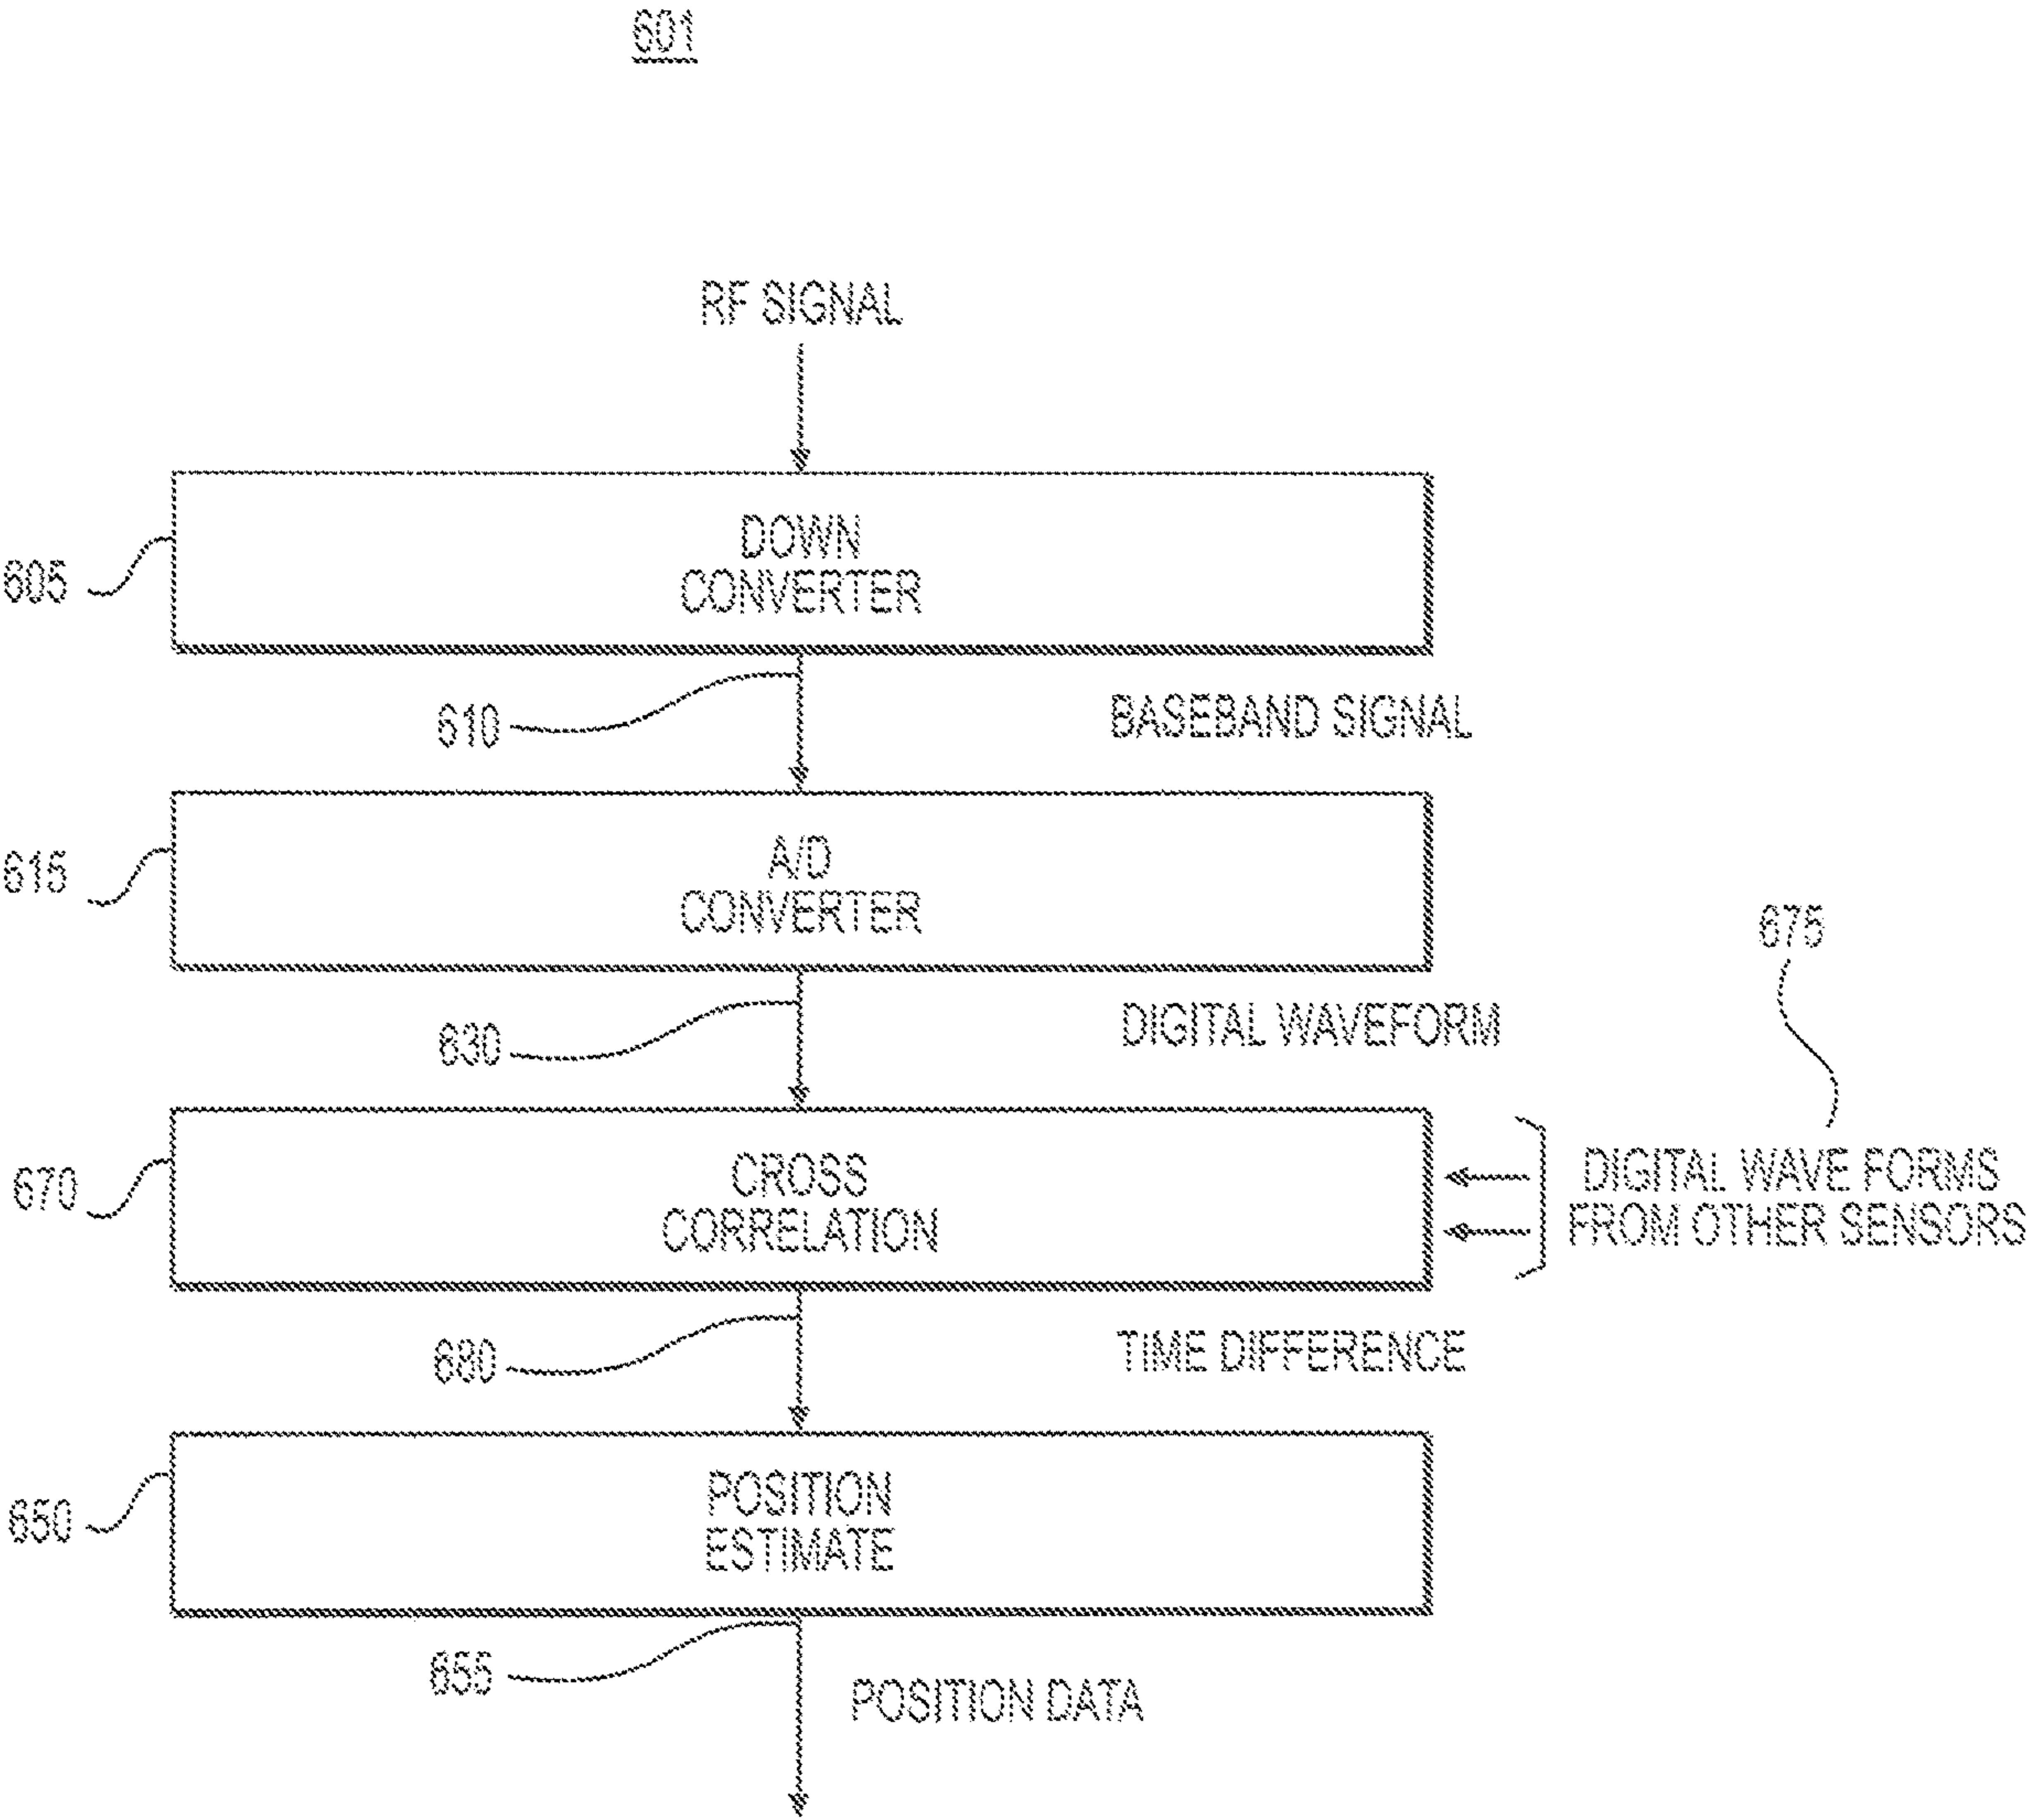 601
RF SIGNAL
DOWN
CONVERTER
605
610
BASEBAND SIGNAL
A/D
CONVERTER
615
675
630
DIGITAL WAVEFORM
CROSS
CORRELATION
670
DIGITAL WAVE FORMS
FROM OTHER SENSORS
680
TIME DIFFERENCE
POSITION
ESTIMATE
650
655
POSITION DATA